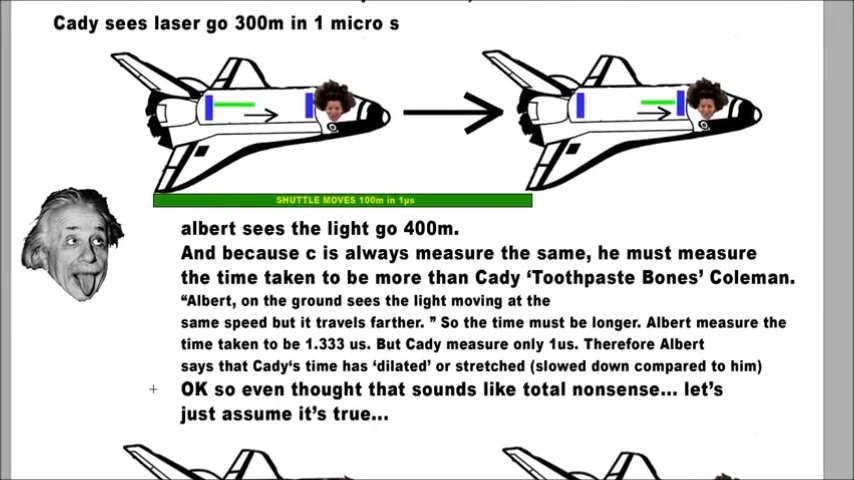 Cady sees laser go 300m in 1 micro s
SHUTTLE MOVES 100m in 1µs
albert sees the light go 400m.
And because c is always measure the same, he must measure
the time taken to be more than Cady ‘Toothpaste Bones’ Coleman.
“Albert, on the ground sees the light moving at the
same speed but it travels farther. ” So the time must be longer. Albert measure the
time taken to be 1.333 us. But Cady measure only 1us. Therefore Albert
says that Cady‘s time has ‘dilated’ or stretched (slowed down compared to him)
OK so even thought that sounds like total nonsense... let’s
just assume it’s true...